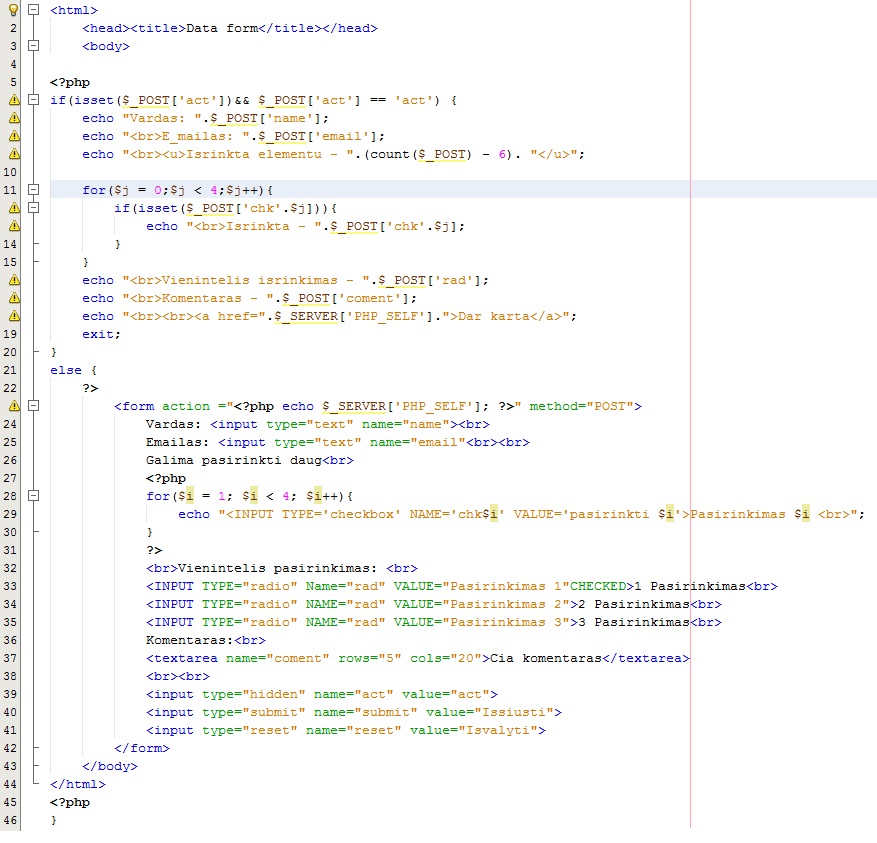 <html>
2 <head><title>Data form</title></head>
3 <body>
4
5 <?php
if(isset($_POST['act'])&& $_POST['act'] == 'act') {
echo "Vardas: ".$_POST['name'];
echo "<br>E_mailas: ".$_POST['email'];
echo "<br><u>Isrinkta elementu - ".(count($_POST) - 6). "</u>";
10
11 for($j = 0;$j < 4;$j++){
if(isset($_POST['chk'.$j])){
echo "<br>Isrinkta - ".$_POST['chk'.$j];
14 }
15 }
echo "<br>Vienintelis isrinkimas - ".$_POST['rad'];
echo "<br>Komentaras - ".$_POST['coment'];
echo "<br><br><a href=".$_SERVER['PHP_SELF'].">Dar karta</a>";
19 exit;
20 }
21 else {
22 ?>
<form action ="<?php echo $_SERVER['PHP_SELF']; ?>" method="POST">
24 Vardas: <input type="text" name="name"><br>
25 Emailas: <input type="text" name="email"<br><br>
26 Galima pasirinkti daug<br>
27 <?php
28 for($i = 1; $i < 4; $i++){
29 echo "<INPUT TYPE='checkbox' NAME='chk$i' VALUE='pasirinkti $i'>Pasirinkimas $i <br>";
30 }
31 ?>
32 <br>Vienintelis pasirinkimas: <br>
33 <INPUT TYPE="radio" Name="rad" VALUE="Pasirinkimas 1"CHECKED>1 Pasirinkimas<br>
34 <INPUT TYPE="radio" NAME="rad" VALUE="Pasirinkimas 2">2 Pasirinkimas<br>
35 <INPUT TYPE="radio" NAME="rad" VALUE="Pasirinkimas 3">3 Pasirinkimas<br>
36 Komentaras:<br>
37 <textarea name="coment" rows="5" cols="20">Cia komentaras</textarea>
38 <br><br>
39 <input type="hidden" name="act" value="act">
40 <input type="submit" name="submit" value="Issiusti">
41 <input type="reset" name="reset" value="Isvalyti">
42 </form>
43 </body>
44 </html>
45 <?php
46 }